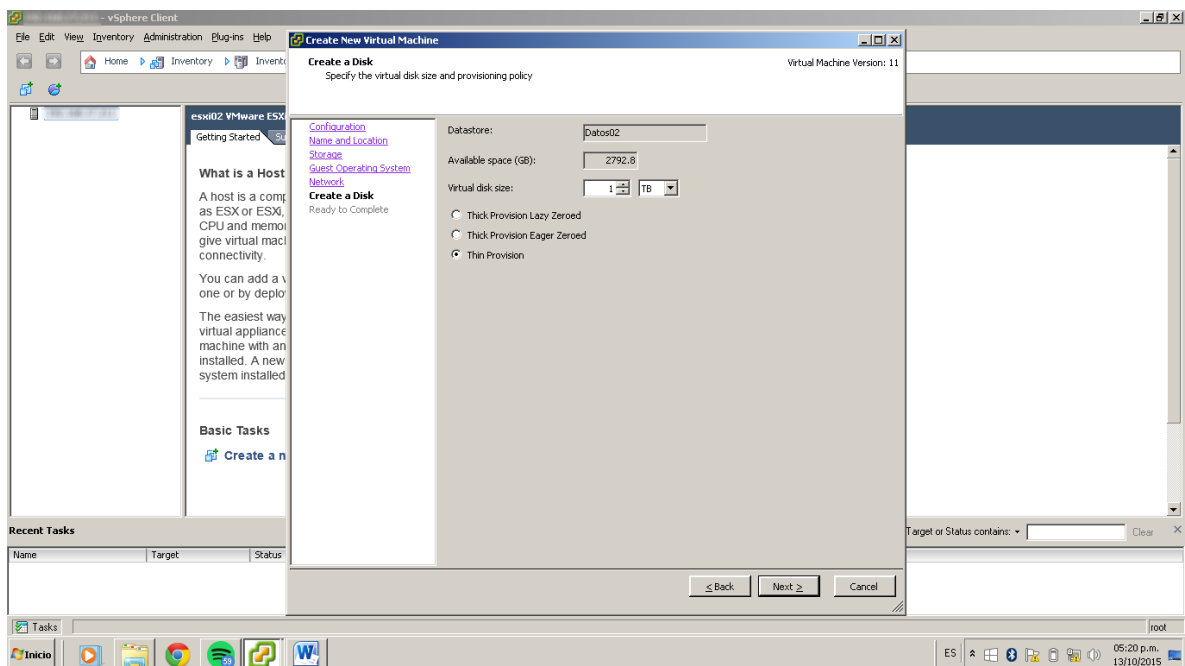 - vSphere Client
File Edit View Inventory Administration Plug-ins Help
Home Inventory Invento
esxi02 VMware ESX
Getting Started Su
What is a Host
A host is a comp
as ESX or ESXi,
CPU and memor
give virtual macl
connectivity.
You can add a v
one or by deploy
The easiest way
virtual appliance
machine with an
installed. A new
system installed
Basic Tasks
Create a n
Create New Virtual Machine
Create a Disk
Specify the virtual disk size and provisioning policy
Virtual Machine Version: 11
Configuration
Name and Location
Storage
Guest Operating System
Network
Create a Disk
Ready to Complete
Datastore: Datos02
Available space (GB): 2792.8
Virtual disk size: 1 TB
Thick Provision Lazy Zeroed
Thick Provision Eager Zeroed
Thin Provision
< Back Next > Cancel
Recent Tasks
Target or Status contains: Clear
Name Target Status
Tasks
root
Inicio
59
W
ES
05:20 p.m.
13/10/2015